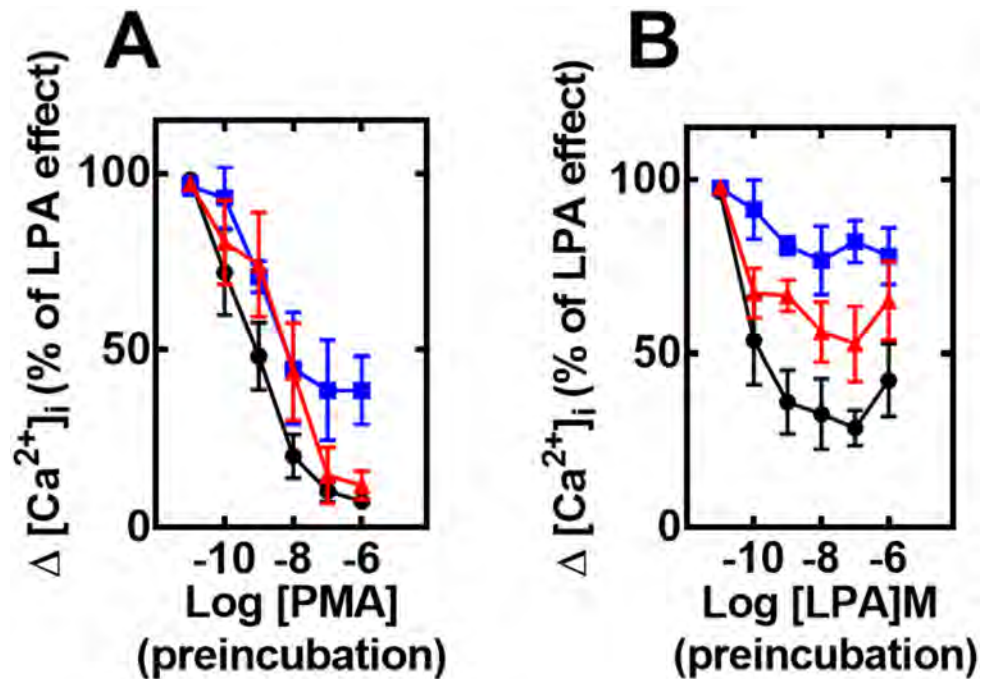 A
Δ [Ca²⁺]ᵢ (% of LPA effect)
100
50
0
-10 -8 -6
Log [PMA]
(preincubation)
B
Δ [Ca²⁺]ᵢ (% of LPA effect)
100
50
0
-10 -8 -6
Log [LPA]M
(preincubation)